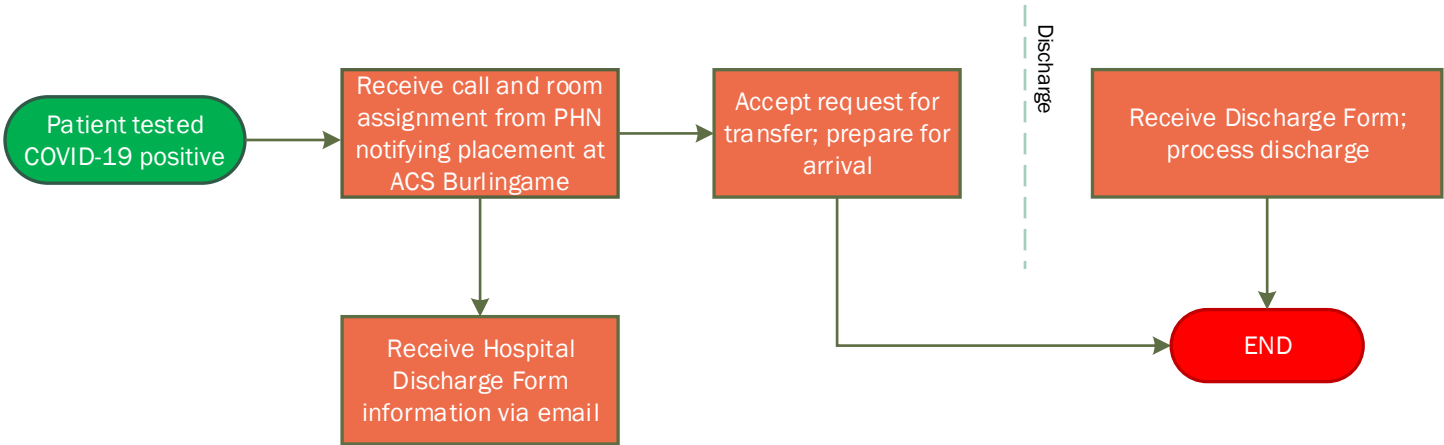 Patient tested
COVID-19 positive
Receive call and room
assignment from PHN
notifying placement at
ACS Burlingame
Accept request for
transfer; prepare for
arrival
Discharge
Receive Discharge Form;
process discharge
Receive Hospital
Discharge Form
information via email
END